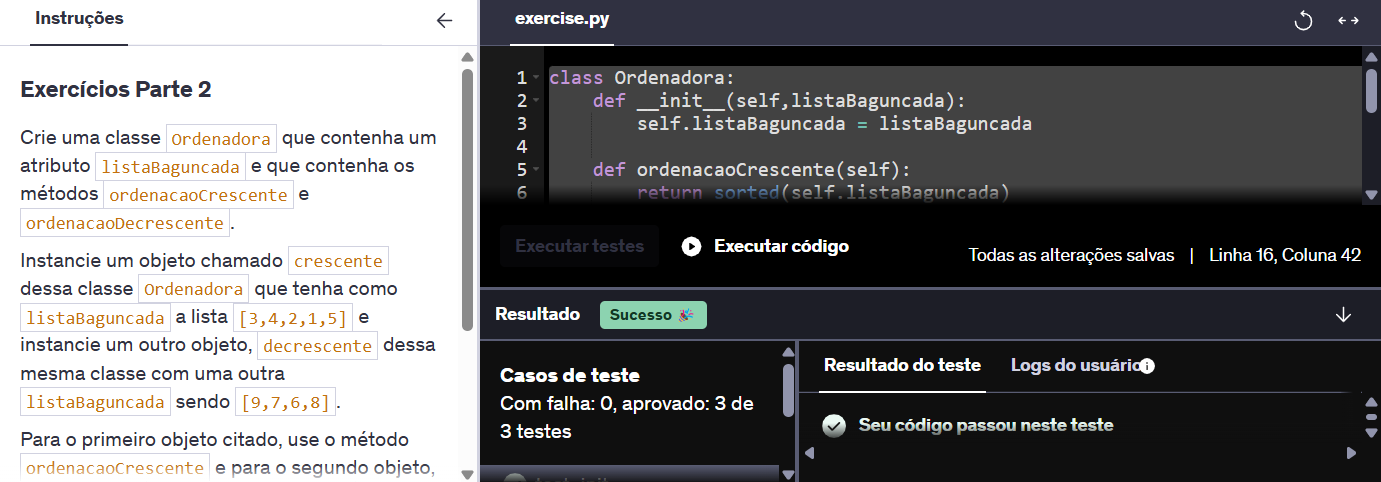 Instruções
Exercícios Parte 2
Crie uma classe Ordenadora que contenha um
atributo listaBaguncada e que contenha os
métodos ordenacaoCrescente e
ordenacaoDecrescente.
Instancie um objeto chamado crescente
dessa classe Ordenadora que tenha como
listaBaguncada a lista [3,4,2,1,5] e
instancie um outro objeto, decrescente dessa
mesma classe com uma outra
listaBaguncada sendo [9,7,6,8].
Para o primeiro objeto citado, use o método
ordenacaoCrescente e para o segundo objeto,
exercise.py
1 class Ordenadora:
2 def __init__(self,listaBaguncada):
3 self.listaBaguncada = listaBaguncada
4
5 def ordenacaoCrescente(self):
6 return sorted(self.listaBaguncada)
Executar testes
Executar código
Todas as alterações salvas | Linha 16, Coluna 42
Resultado Sucesso 🎉
Casos de teste
Com falha: 0, aprovado: 3 de
3 testes
Resultado do teste Logs do usuário
Seu código passou neste teste